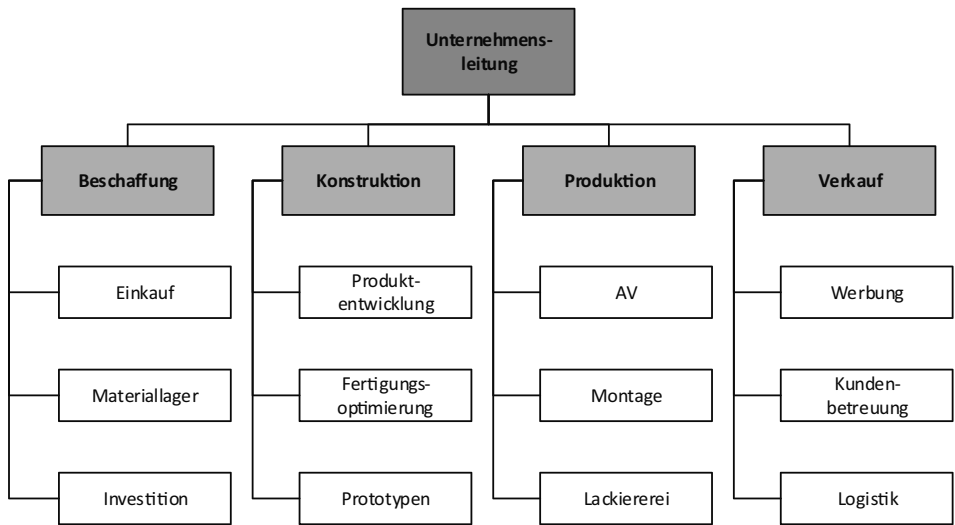 Unternehmens-
leitung
Beschaffung
Konstruktion
Produktion
Verkauf
Einkauf
Produkt-
entwicklung
AV
Werbung
Materiallager
Fertigungs-
optimierung
Montage
Kunden-
betreuung
Investition
Prototypen
Lackiererei
Logistik